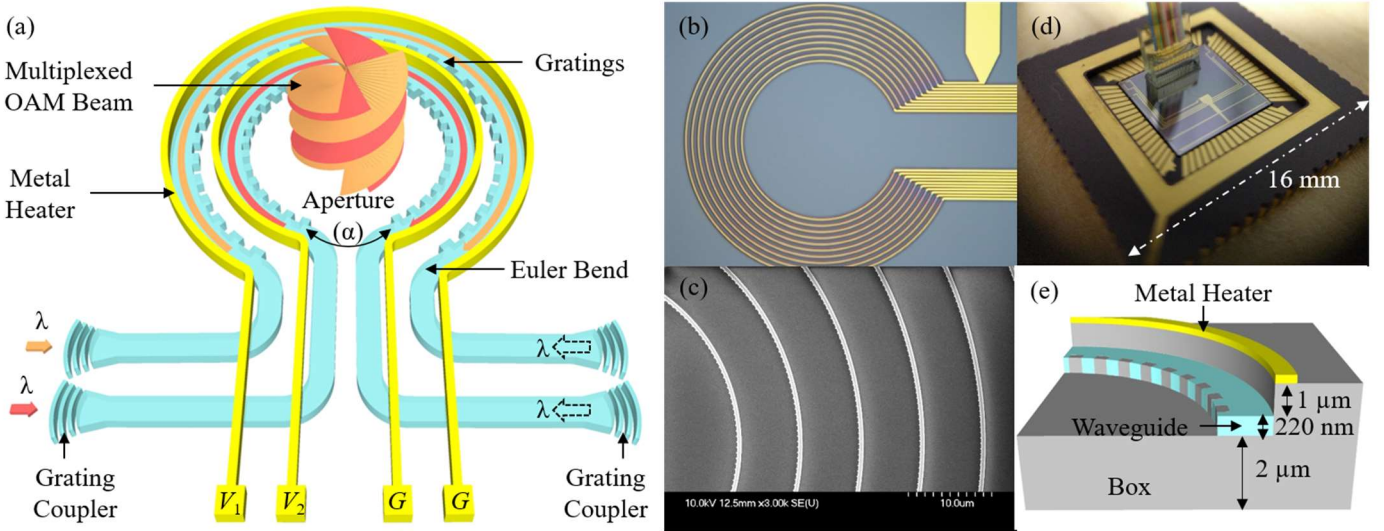 (a)
Multiplexed
OAM Beam
Gratings
Metal
Heater
Aperture
(α)
Euler Bend
λ
λ
λ
λ
Grating
Coupler
Grating
Coupler
V1
V2
G
G
(b)
(c)
10.0kV 12.5mm x3.00k SE(U)
10.0um
(d)
16 mm
(e)
Metal Heater
1 µm
Waveguide
220 nm
2 µm
Box